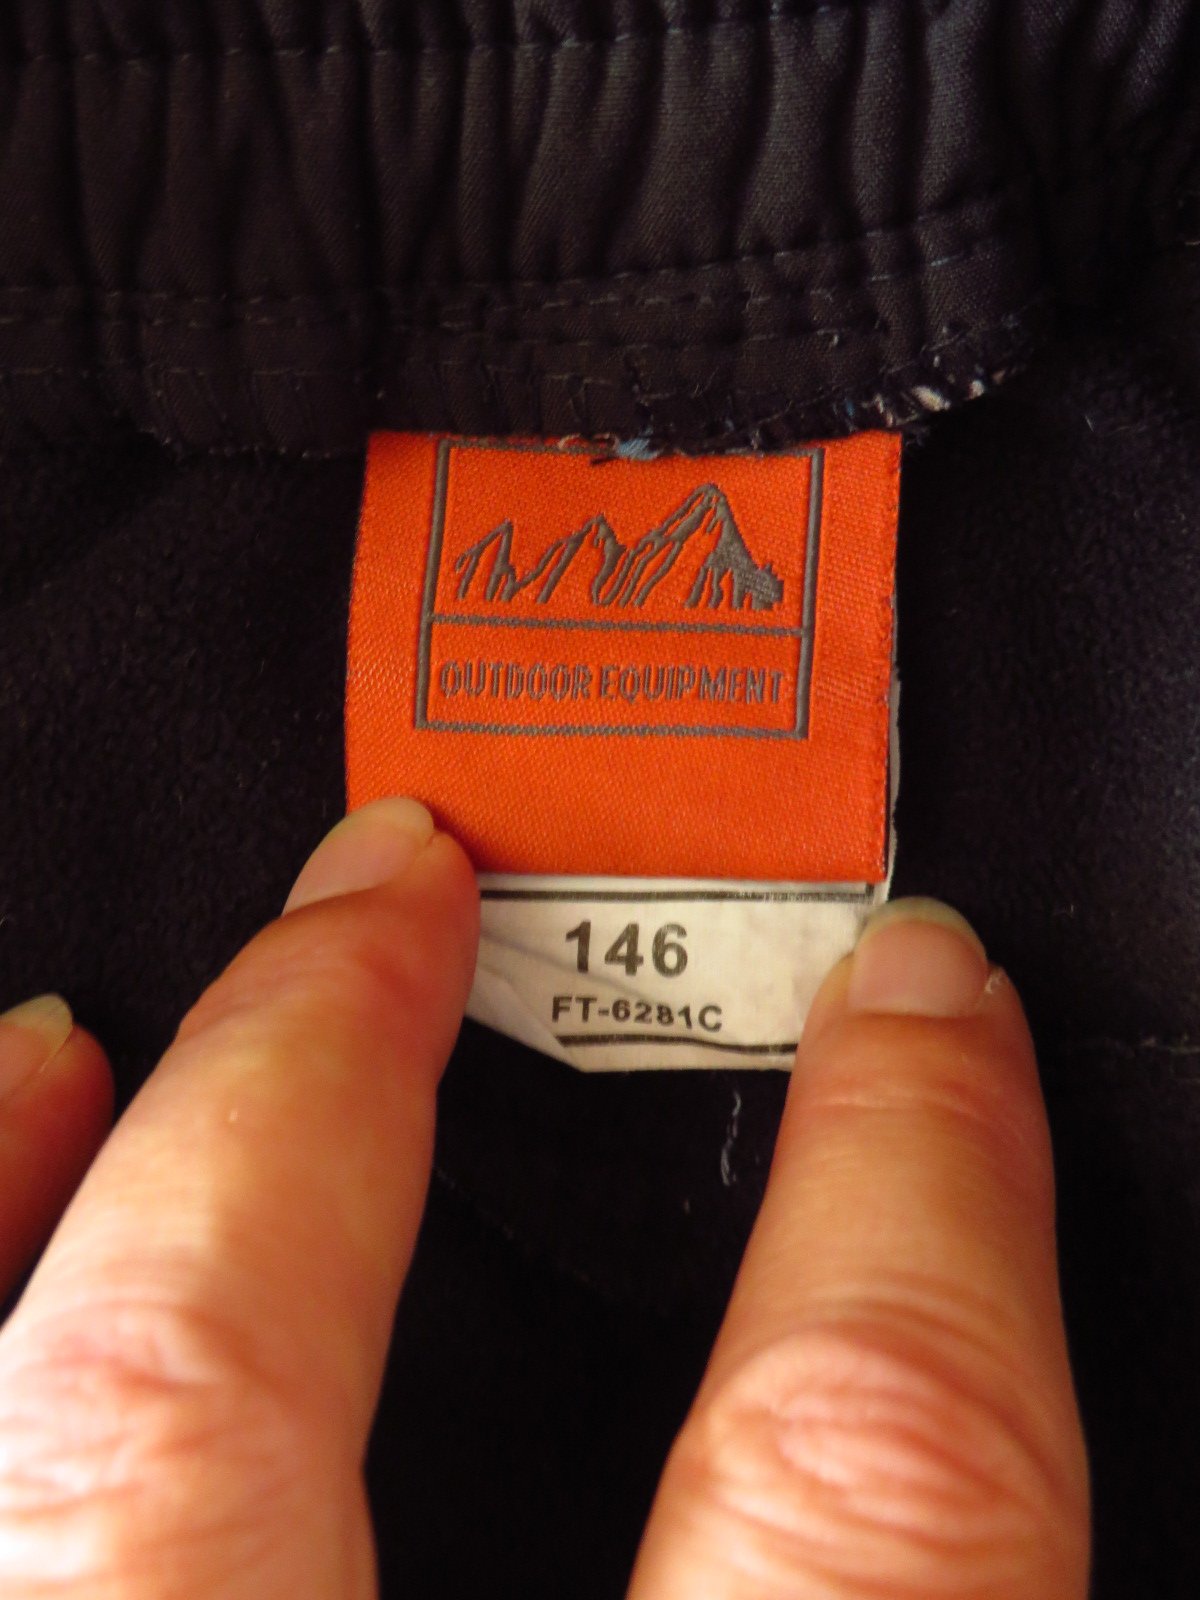 OUTDOOR EQUIPMENT
146
FT-6281C